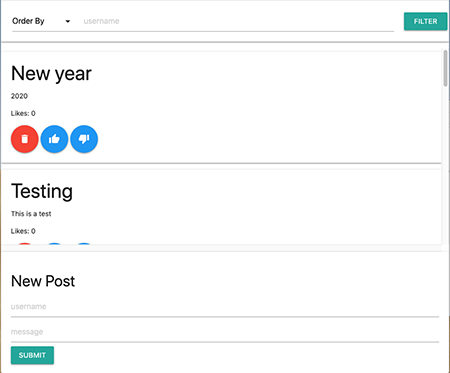 Order By username FILTER
New year
2020
Likes: 0
Testing
This is a test
Likes: 0
New Post
username
message
SUBMIT